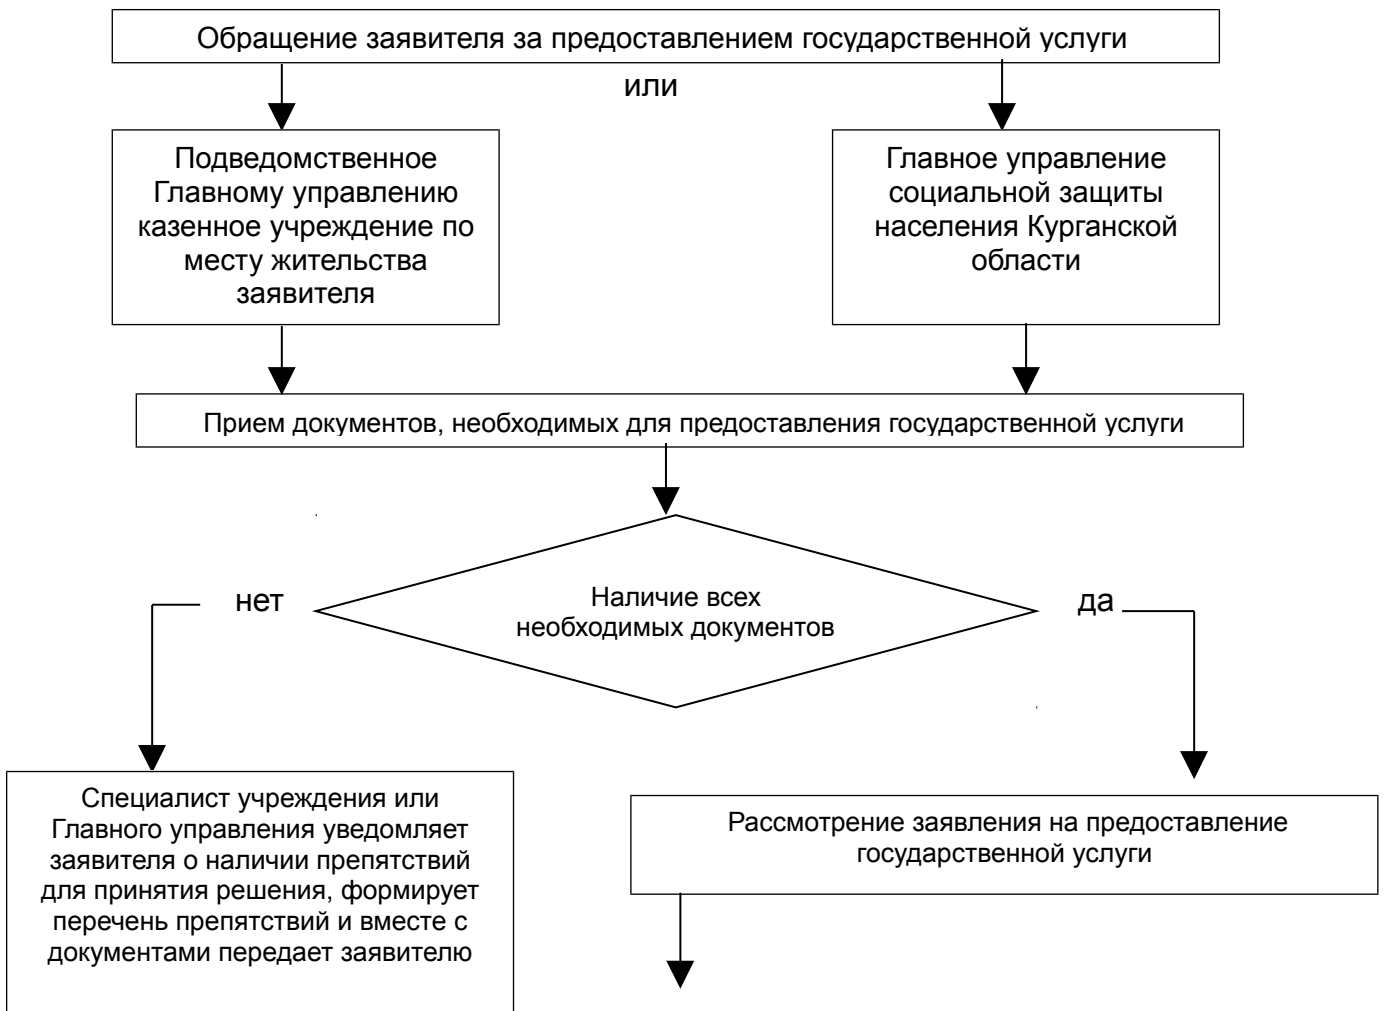 Обращение заявителя за предоставлением государственной услуги
или
Подведомственное
Главному управлению
казенное учреждение по
месту жительства
заявителя
Главное управление
социальной защиты
населения Курганской
области
Прием документов, необходимых для предоставления государственной услуги
нет
Наличие всех
необходимых документов
да
Специалист учреждения или
Главного управления уведомляет
заявителя о наличии препятствий
для принятия решения, формирует
перечень препятствий и вместе с
документами передает заявителю
Рассмотрение заявления на предоставление
государственной услуги